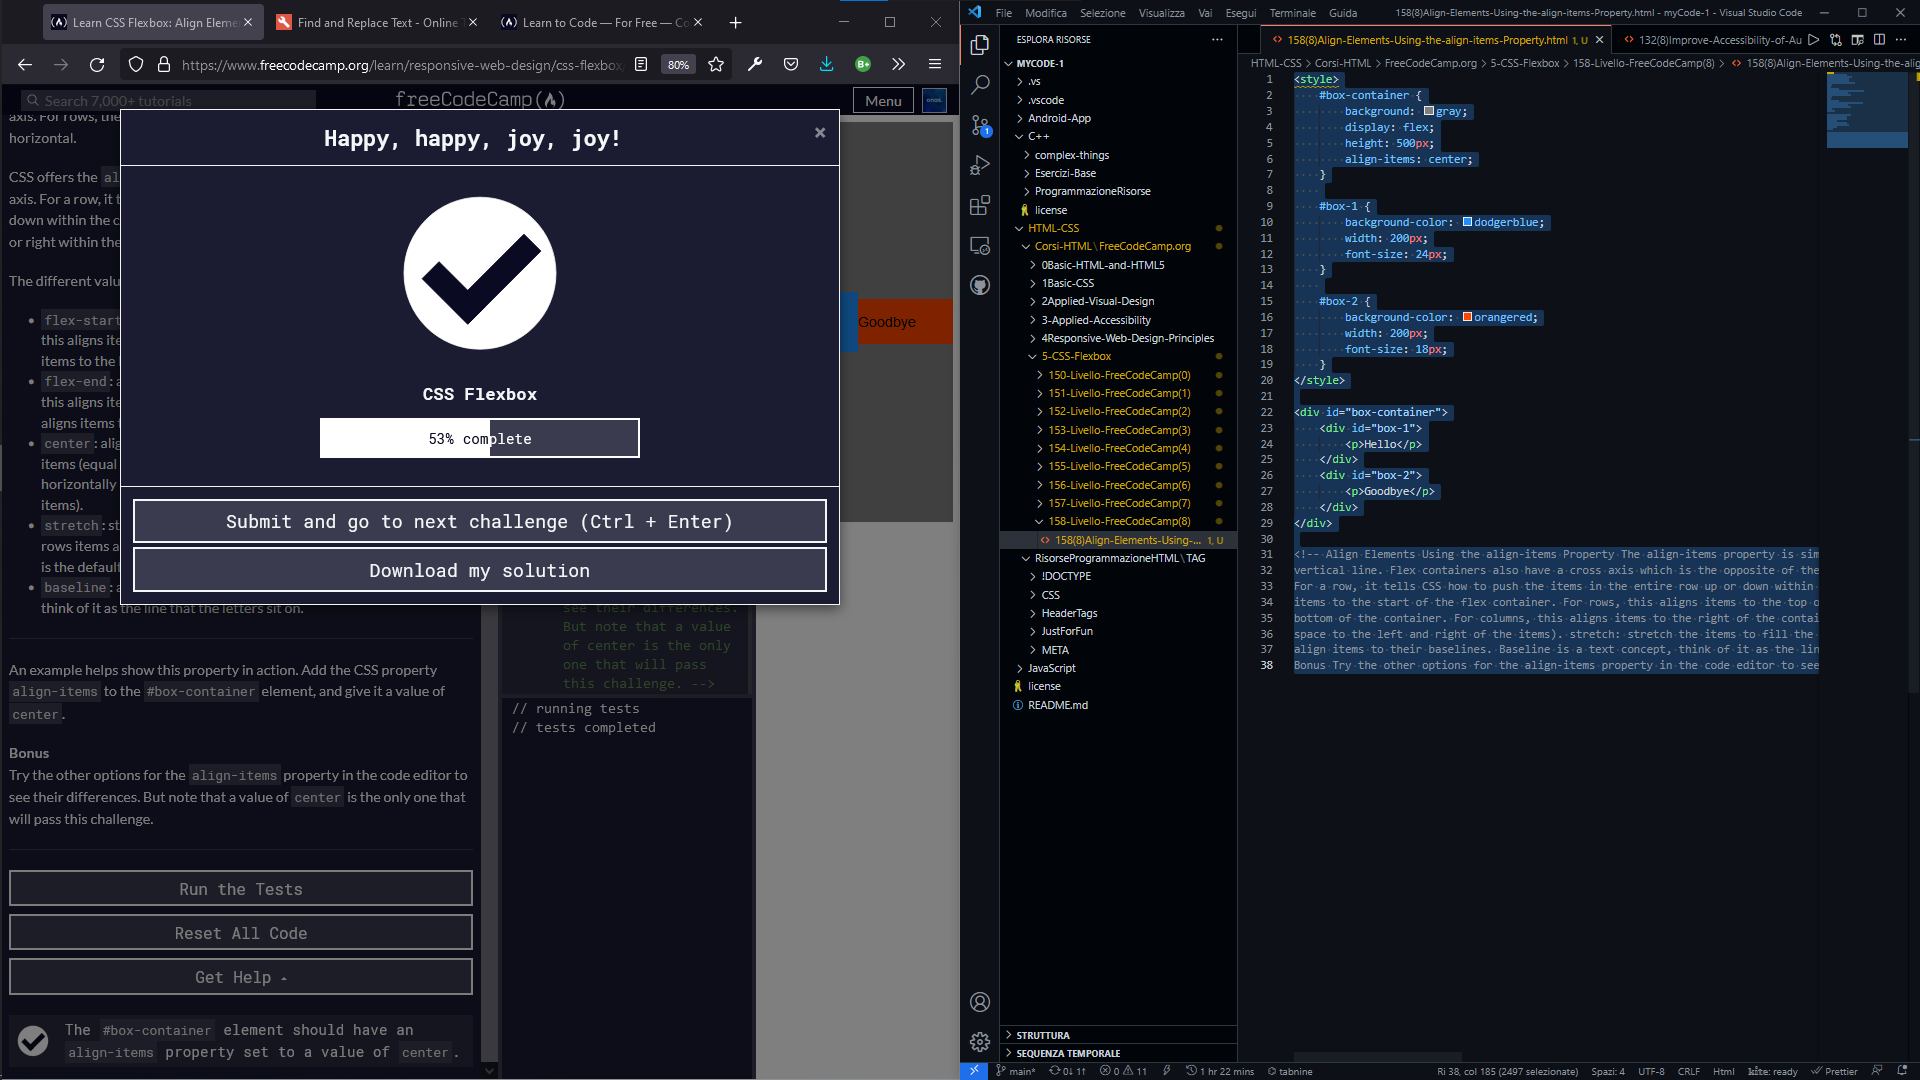 Learn CSS Flexbox: Align Eleme
Find and Replace Text - Online T
Learn to Code — For Free — Co
https://www.freecodecamp.org/learn/responsive-web-design/css-flexbox/
80%
Search 7,000+ tutorials
freeCodeCamp(
Menu
axis. For rows, the
horizontal.
CSS offers the al
axis. For a row, it t
down within the c
or right within the
The different valu
flex-start
this aligns ite
items to the l
flex-end: a
this aligns ite
aligns items t
center: alig
items (equal
horizontally
items).
stretch: st
rows items a
is the default
baseline: a
think of it as the line that the letters sit on.
An example helps show this property in action. Add the CSS property
align-items to the #box-container element, and give it a value of
center.
Bonus
Try the other options for the align-items property in the code editor to
see their differences. But note that a value of center is the only one that
will pass this challenge.
Run the Tests
Reset All Code
Get Help
The #box-container element should have an
align-items property set to a value of center.
Happy, happy, joy, joy!
×
CSS Flexbox
53% complete
Submit and go to next challenge (Ctrl + Enter)
Download my solution
see their differences.
But note that a value
of center is the only
one that will pass
this challenge. -->
// running tests
// tests completed
Goodbye
File Modifica Selezione Visualizza Vai Esegui Terminale Guida
158(8)Align-Elements-Using-the-align-items-Property.html - myCode-1 - Visual Studio Code
ESPLORA RISORSE
MYCODE-1
.vs
.vscode
Android-App
C++
complex-things
Esercizi-Base
ProgrammazioneRisorse
license
HTML-CSS
Corsi-HTML\FreeCodeCamp.org
0Basic-HTML-and-HTML5
1Basic-CSS
2Applied-Visual-Design
3-Applied-Accessibility
4Responsive-Web-Design-Principles
5-CSS-Flexbox
150-Livello-FreeCodeCamp(0)
151-Livello-FreeCodeCamp(1)
152-Livello-FreeCodeCamp(2)
153-Livello-FreeCodeCamp(3)
154-Livello-FreeCodeCamp(4)
155-Livello-FreeCodeCamp(5)
156-Livello-FreeCodeCamp(6)
157-Livello-FreeCodeCamp(7)
158-Livello-FreeCodeCamp(8)
158(8)Align-Elements-Using-... 1, U
RisorseProgrammazioneHTML\TAG
!DOCTYPE
CSS
HeaderTags
JustForFun
META
JavaScript
license
README.md
STRUTTURA
SEQUENZA TEMPORALE
158(8)Align-Elements-Using-the-align-items-Property.html 1, U
132(8)Improve-Accessibility-of-Au
HTML-CSS > Corsi-HTML > FreeCodeCamp.org > 5-CSS-Flexbox > 158-Livello-FreeCodeCamp(8) > 158(8)Align-Elements-Using-the-alig
1 <style>
2 #box-container {
3 background: gray;
4 display: flex;
5 height: 500px;
6 align-items: center;
7 }
8
9 #box-1 {
10 background-color: dodgerblue;
11 width: 200px;
12 font-size: 24px;
13 }
14
15 #box-2 {
16 background-color: orangered;
17 width: 200px;
18 font-size: 18px;
19 }
20 </style>
21
22 <div id="box-container">
23 <div id="box-1">
24 <p>Hello</p>
25 </div>
26 <div id="box-2">
27 <p>Goodbye</p>
28 </div>
29 </div>
30
31 <!-- Align Elements Using the align-items Property The align-items property is sim
32 vertical line. Flex containers also have a cross axis which is the opposite of the
33 For a row, it tells CSS how to push the items in the entire row up or down within
34 items to the start of the flex container. For rows, this aligns items to the top o
35 bottom of the container. For columns, this aligns items to the right of the contai
36 space to the left and right of the items). stretch: stretch the items to fill the
37 align items to their baselines. Baseline is a text concept, think of it as the lin
38 Bonus Try the other options for the align-items property in the code editor to see
main* 0↓ 1↑ 0 11 1 hr 22 mins tabnine
Ri 38, col 185 (2497 selezionate) Spazi: 4 UTF-8 CRLF Html kite: ready Prettier